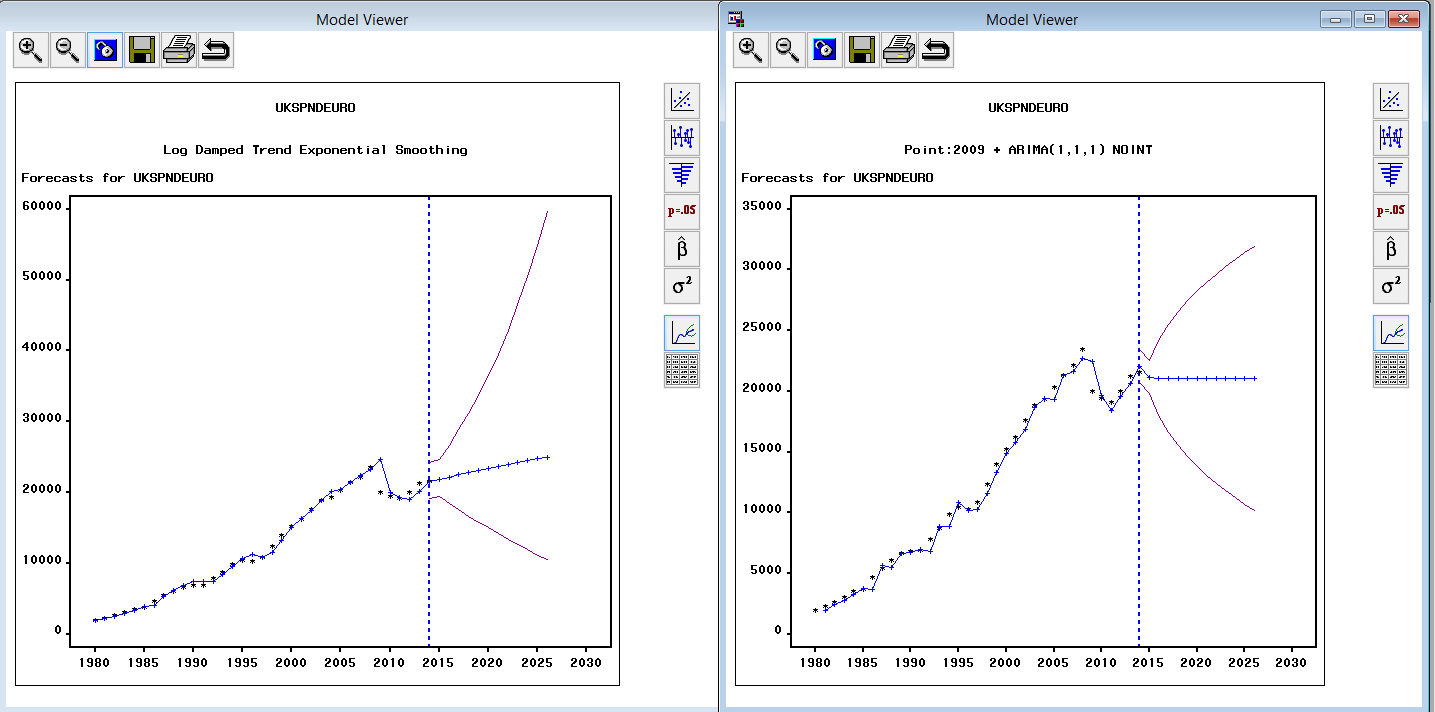 Model Viewer
UKSPNDEURO
Log Damped Trend Exponential Smoothing
Forecasts for UKSPNDEURO
60000
50000
40000
30000
20000
10000
0
1980 1985 1990 1995 2000 2005 2010 2015 2020 2025 2030
p=.05
β̂
σ²
Model Viewer
UKSPNDEURO
Point:2009 + ARIMA(1,1,1) NOINT
Forecasts for UKSPNDEURO
35000
30000
25000
20000
15000
10000
5000
0
1980 1985 1990 1995 2000 2005 2010 2015 2020 2025 2030
p=.05
β̂
σ²